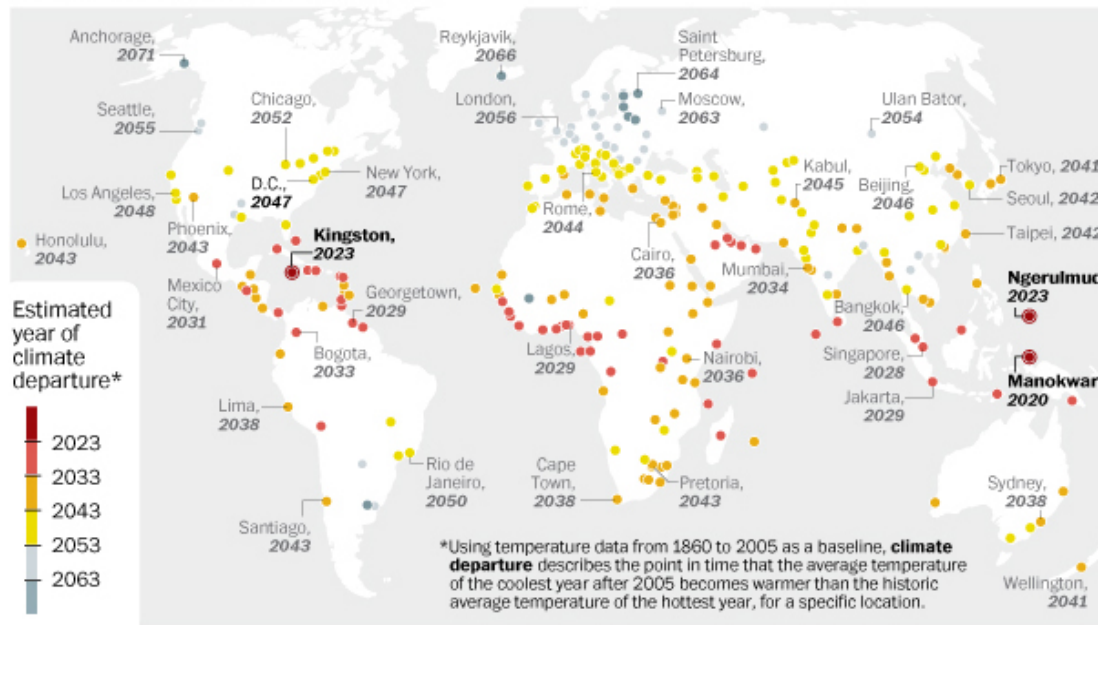 Anchorage,
2071
Reykjavik,
2066
Saint
Petersburg,
2064
Seattle,
2055
Chicago,
2052
London,
2056
Moscow,
2063
Ulan Bator,
2054
Los Angeles,
2048
D.C.,
2047
New York,
2047
Rome,
2044
Kabul,
2045
Beijing,
2046
Tokyo, 2041
Seoul, 2042
Honolulu,
2043
Phoenix,
2043
Kingston,
2023
Cairo,
2036
Mumbai,
2034
Taipei, 2042
Mexico
City,
2031
Georgetown,
2029
Bangkok,
2046
Ngerulmud
2023
Estimated
year of
climate
departure*
2023
2033
2043
2053
2063
Bogota,
2033
Lagos,
2029
Nairobi,
2036
Singapore,
2028
Manokwar
2020
Lima,
2038
Jakarta,
2029
Rio de
Janeiro,
2050
Cape
Town,
2038
Pretoria,
2043
Sydney,
2038
Santiago,
2043
Wellington,
2041
*Using temperature data from 1860 to 2005 as a baseline, climate
departure describes the point in time that the average temperature
of the coolest year after 2005 becomes warmer than the historic
average temperature of the hottest year, for a specific location.